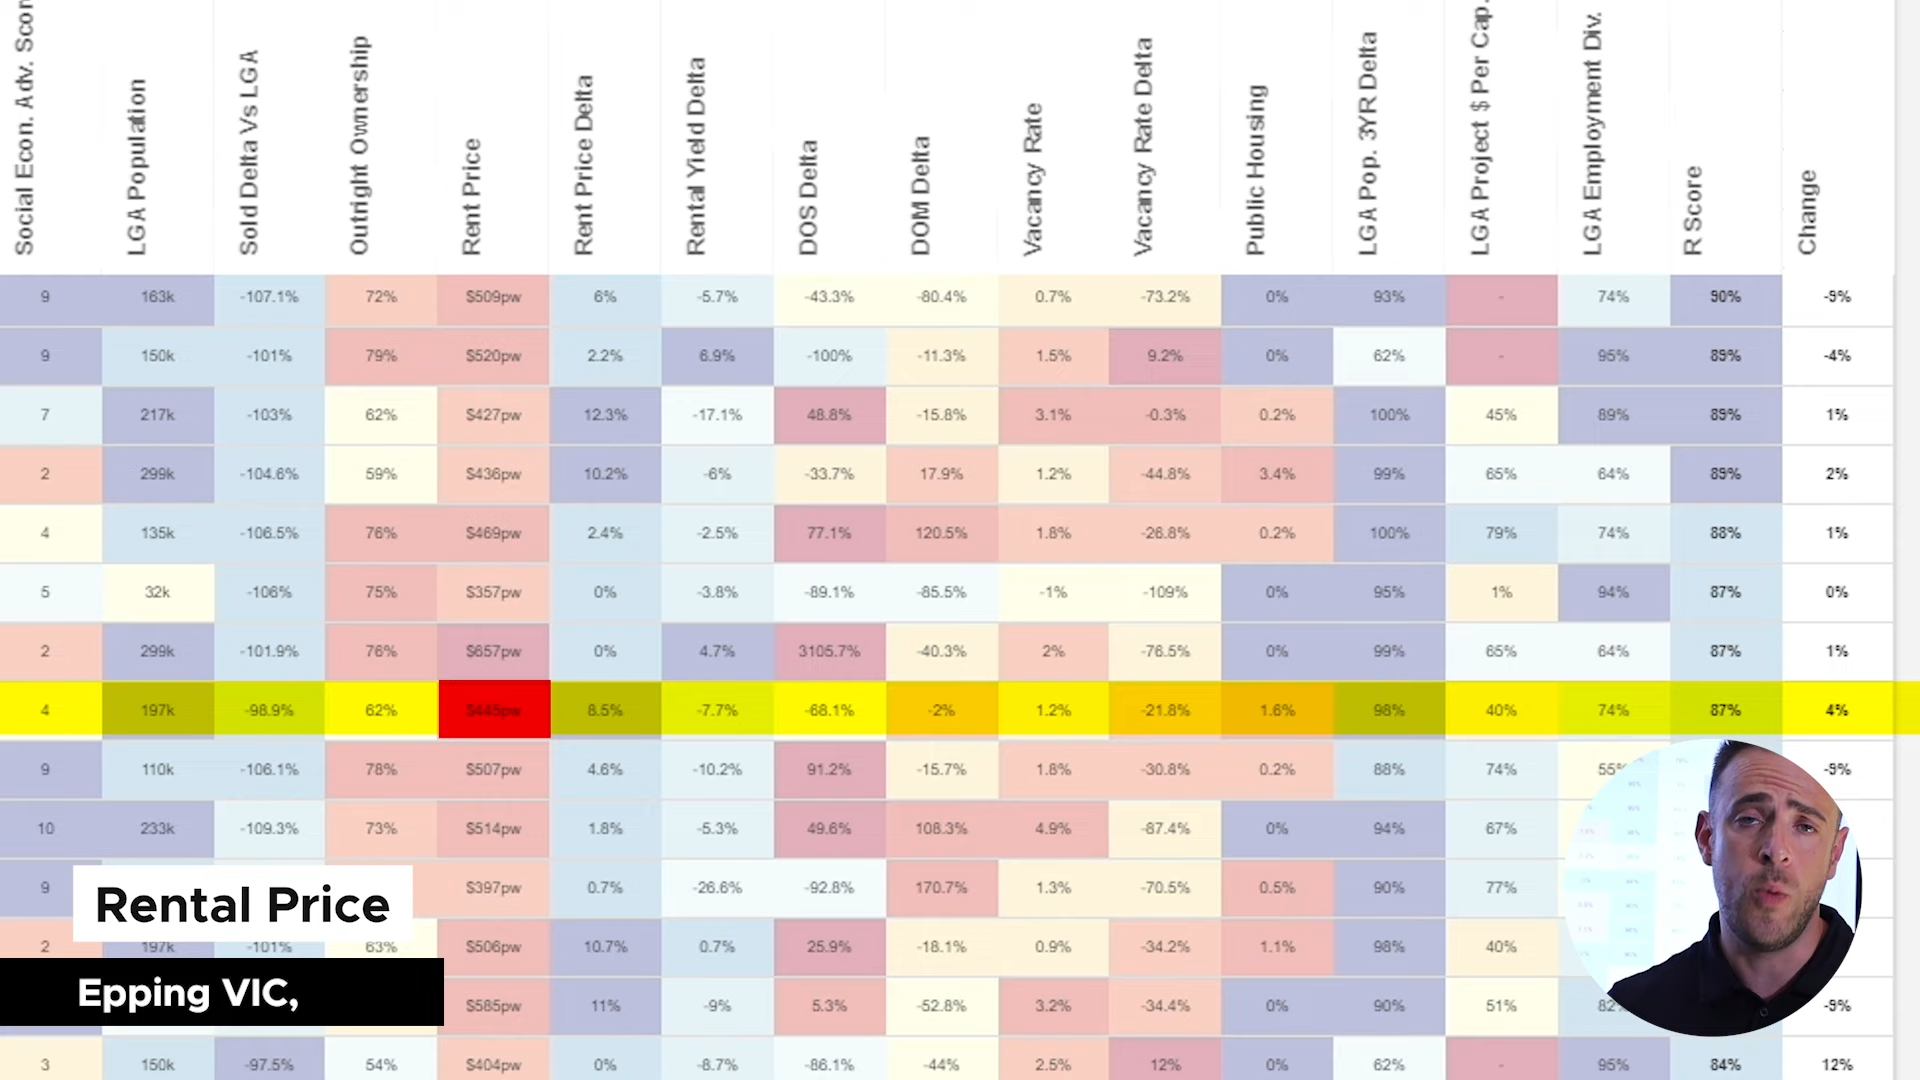 Social Econ. Adv. Scor
LGA Population
Sold Delta Vs LGA
Outright Ownership
Rent Price
Rent Price Delta
Rental Yield Delta
DOS Delta
DOM Delta
Vacancy Rate
Vacancy Rate Delta
Public Housing
LGA Pop. 3YR Delta
LGA Project $ Per Cap.
LGA Employment Div.
R Score
Change
9 163k -107.1% 72% $509pw 6% -5.7% -43.3% -80.4% 0.7% -73.2% 0% 93% - 74% 90% -9%
9 150k -101% 79% $520pw 2.2% 6.9% -100% -11.3% 1.5% 9.2% 0% 62% - 95% 89% -4%
7 217k -103% 62% $427pw 12.3% -17.1% 48.8% -15.8% 3.1% -0.3% 0.2% 100% 45% 89% 89% 1%
2 299k -104.6% 59% $436pw 10.2% -6% -33.7% 17.9% 1.2% -44.8% 3.4% 99% 65% 64% 89% 2%
4 135k -106.5% 76% $469pw 2.4% -2.5% 77.1% 120.5% 1.8% -26.8% 0.2% 100% 79% 74% 88% 1%
5 32k -106% 75% $357pw 0% -3.8% -89.1% -85.5% -1% -109% 0% 95% 1% 94% 87% 0%
2 299k -101.9% 76% $657pw 0% 4.7% 3105.7% -40.3% 2% -76.5% 0% 99% 65% 64% 87% 1%
4 197k -98.9% 62% $445pw 8.5% -7.7% -68.1% -2% 1.2% -21.8% 1.6% 98% 40% 74% 87% 4%
9 110k -106.1% 78% $507pw 4.6% -10.2% 91.2% -15.7% 1.8% -30.8% 0.2% 88% 74% 55% -9%
10 233k -109.3% 73% $514pw 1.8% -5.3% 49.6% 108.3% 4.9% -87.4% 0% 94% 67%
9 $397pw 0.7% -26.6% -92.8% 170.7% 1.3% -70.5% 0.5% 90% 77%
Rental Price
2 197k -101% 63% $506pw 10.7% 0.7% 25.9% -18.1% 0.9% -34.2% 1.1% 98% 40%
Epping VIC,
$585pw 11% -9% 5.3% -52.8% 3.2% -34.4% 0% 90% 51% 82 -9%
3 150k -97.5% 54% $404pw 0% -8.7% -86.1% -44% 2.5% 12% 0% 62% - 95% 84% 12%